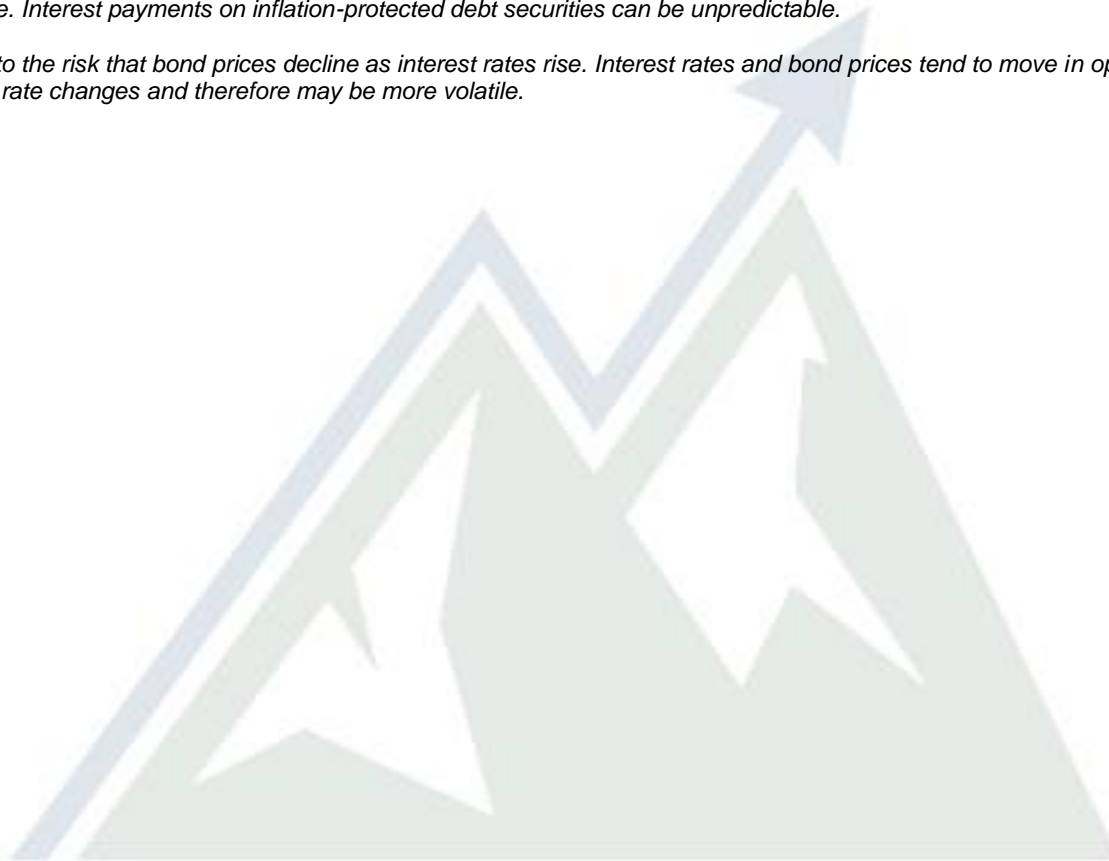 e. Interest payments on inflation-protected debt securities can be unpredictable.
to the risk that bond prices decline as interest rates rise. Interest rates and bond prices tend to move in op
rate changes and therefore may be more volatile.